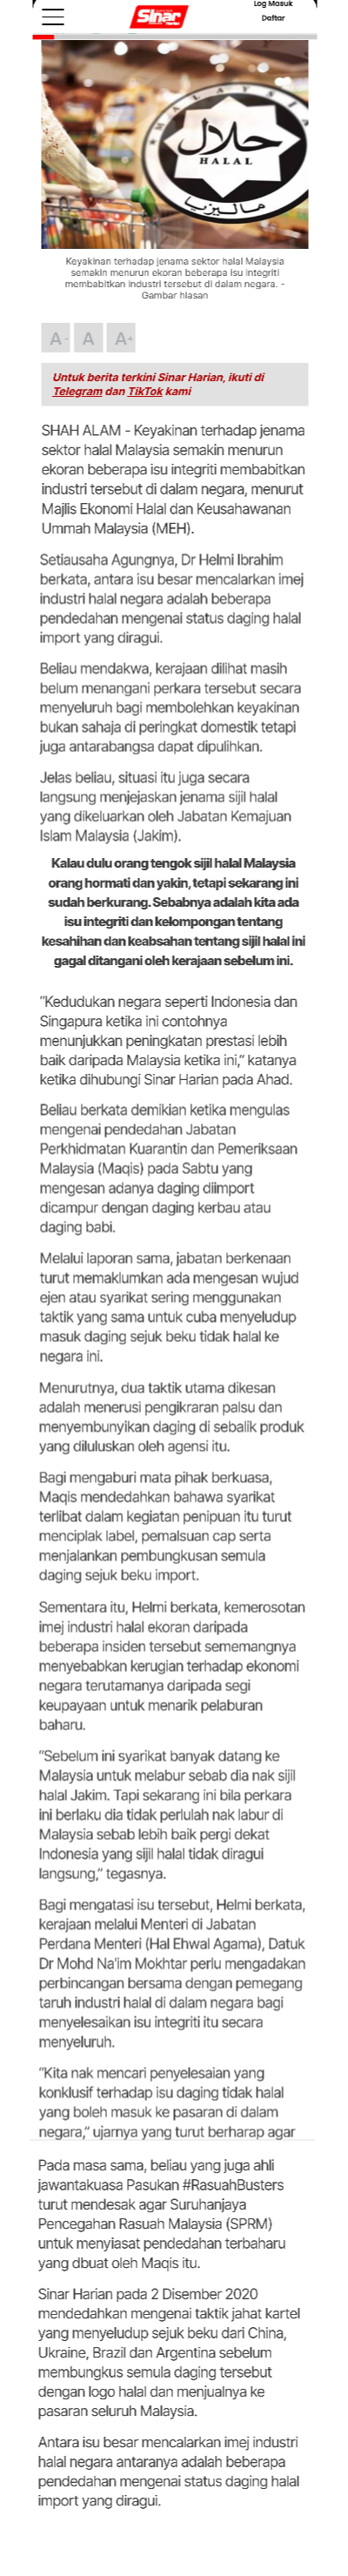 Log Masuk
Sinar
Daftar
MALAYSIA
حلال
HALAL
ماليزيا
Keyakinan terhadap jenama sektor halal Malaysia
semakin menurun ekoran beberapa isu integriti
membabitkan industri tersebut di dalam negara. -
Gambar hiasan
A-
A
A+
Untuk berita terkini Sinar Harian, ikuti di
Telegram dan TikTok kami
SHAH ALAM - Keyakinan terhadap jenama
sektor halal Malaysia semakin menurun
ekoran beberapa isu integriti membabitkan
industri tersebut di dalam negara, menurut
Majlis Ekonomi Halal dan Keusahawanan
Ummah Malaysia (MEH).
Setiausaha Agungnya, Dr Helmi Ibrahim
berkata, antara isu besar mencalarkan imej
industri halal negara adalah beberapa
pendedahan mengenai status daging halal
import yang diragui.
Beliau mendakwa, kerajaan dilihat masih
belum menangani perkara tersebut secara
menyeluruh bagi membolehkan keyakinan
bukan sahaja di peringkat domestik tetapi
juga antarabangsa dapat dipulihkan.
Jelas beliau, situasi itu juga secara
langsung menjejaskan jenama sijil halal
yang dikeluarkan oleh Jabatan Kemajuan
Islam Malaysia (Jakim).
Kalau dulu orang tengok sijil halal Malaysia
orang hormati dan yakin, tetapi sekarang ini
sudah berkurang. Sebabnya adalah kita ada
isu integriti dan kelompongan tentang
kesahihan dan keabsahan tentang sijil halal ini
gagal ditangani oleh kerajaan sebelum ini.
"Kedudukan negara seperti Indonesia dan
Singapura ketika ini contohnya
menunjukkan peningkatan prestasi lebih
baik daripada Malaysia ketika ini," katanya
ketika dihubungi Sinar Harian pada Ahad.
Beliau berkata demikian ketika mengulas
mengenai pendedahan Jabatan
Perkhidmatan Kuarantin dan Pemeriksaan
Malaysia (Maqis) pada Sabtu yang
mengesan adanya daging diimport
dicampur dengan daging kerbau atau
daging babi.
Melalui laporan sama, jabatan berkenaan
turut memaklumkan ada mengesan wujud
ejen atau syarikat sering menggunakan
taktik yang sama untuk cuba menyeludup
masuk daging sejuk beku tidak halal ke
negara ini.
Menurutnya, dua taktik utama dikesan
adalah menerusi pengikraran palsu dan
menyembunyikan daging di sebalik produk
yang diluluskan oleh agensi itu.
Bagi mengaburi mata pihak berkuasa,
Maqis mendedahkan bahawa syarikat
terlibat dalam kegiatan penipuan itu turut
menciplak label, pemalsuan cap serta
menjalankan pembungkusan semula
daging sejuk beku import.
Sementara itu, Helmi berkata, kemerosotan
imej industri halal ekoran daripada
beberapa insiden tersebut sememangnya
menyebabkan kerugian terhadap ekonomi
negara terutamanya daripada segi
keupayaan untuk menarik pelaburan
baharu.
"Sebelum ini syarikat banyak datang ke
Malaysia untuk melabur sebab dia nak sijil
halal Jakim. Tapi sekarang ini bila perkara
ini berlaku dia tidak perlulah nak labur di
Malaysia sebab lebih baik pergi dekat
Indonesia yang sijil halal tidak diragui
langsung," tegasnya.
Bagi mengatasi isu tersebut, Helmi berkata,
kerajaan melalui Menteri di Jabatan
Perdana Menteri (Hal Ehwal Agama), Datuk
Dr Mohd Na'im Mokhtar perlu mengadakan
perbincangan bersama dengan pemegang
taruh industri halal di dalam negara bagi
menyelesaikan isu integriti itu secara
menyeluruh.
"Kita nak mencari penyelesaian yang
konklusif terhadap isu daging tidak halal
yang boleh masuk ke pasaran di dalam
negara," ujarnya yang turut berharap agar
Pada masa sama, beliau yang juga ahli
jawantakuasa Pasukan #RasuahBusters
turut mendesak agar Suruhanjaya
Pencegahan Rasuah Malaysia (SPRM)
untuk menyiasat pendedahan terbaharu
yang dbuat oleh Maqis itu.
Sinar Harian pada 2 Disember 2020
mendedahkan mengenai taktik jahat kartel
yang menyeludup sejuk beku dari China,
Ukraine, Brazil dan Argentina sebelum
membungkus semula daging tersebut
dengan logo halal dan menjualnya ke
pasaran seluruh Malaysia.
Antara isu besar mencalarkan imej industri
halal negara antaranya adalah beberapa
pendedahan mengenai status daging halal
import yang diragui.